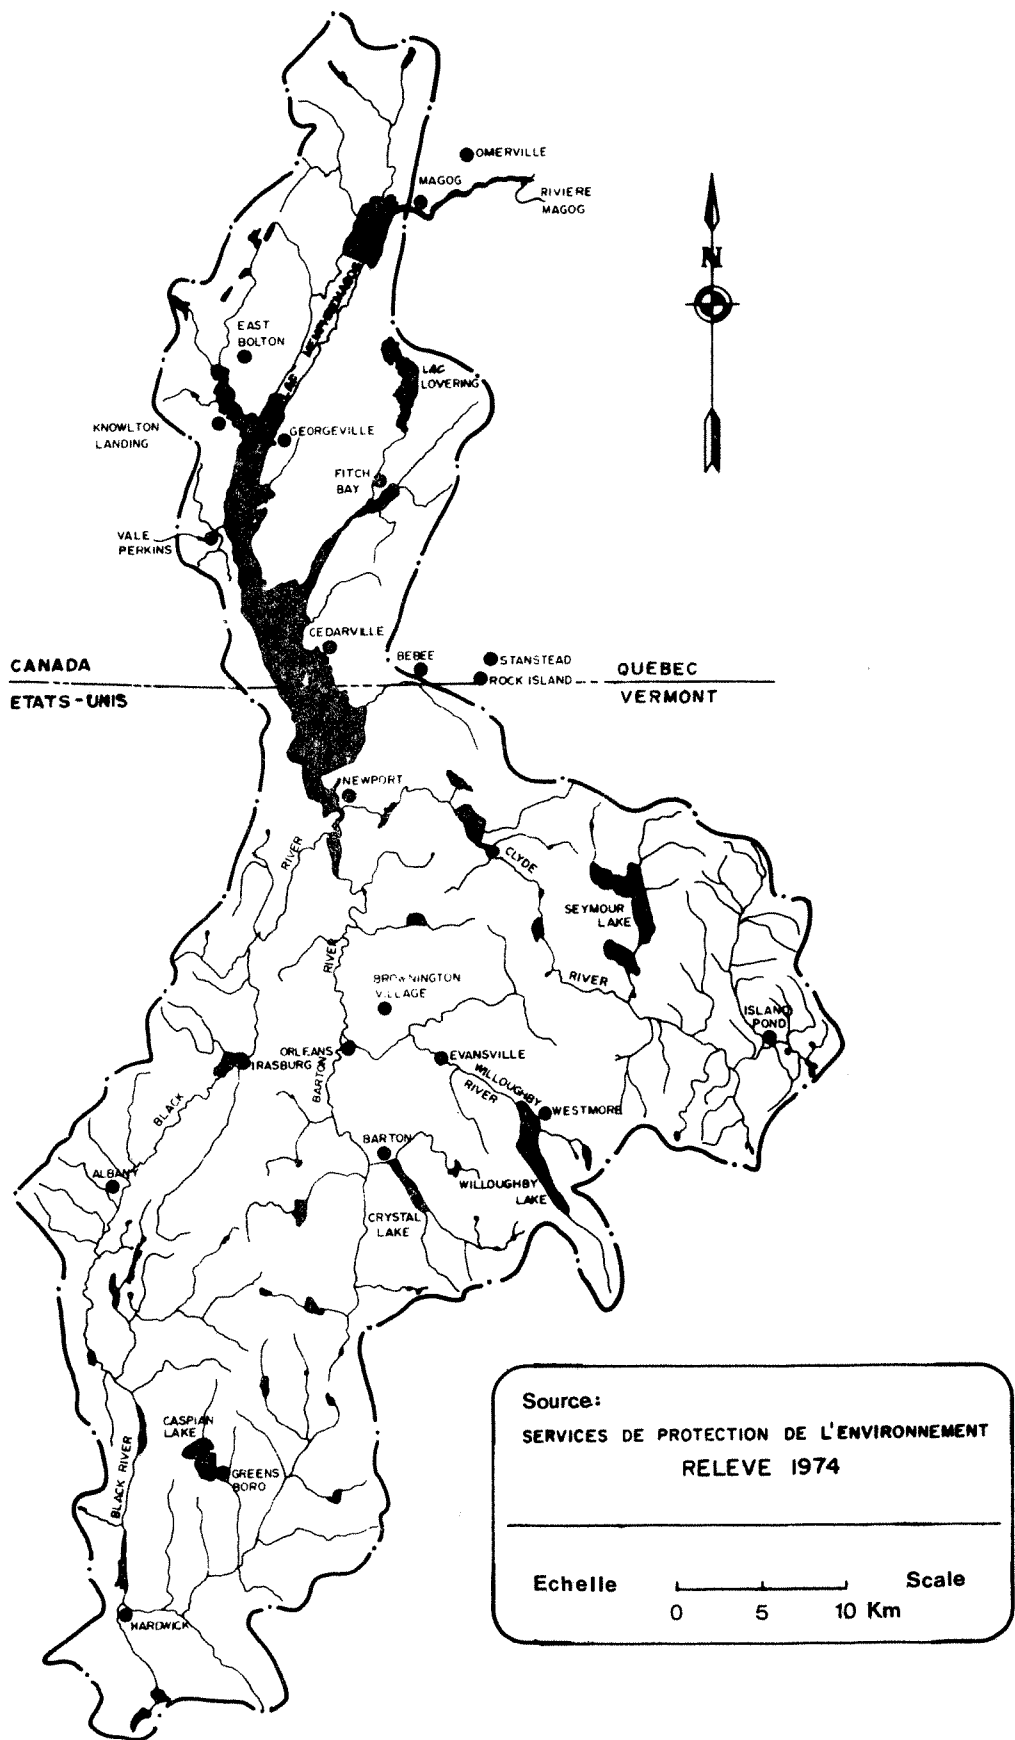 OMERVILLE
MAGOG
RIVIERE
MAGOG
N
EAST
BOLTON
LAC MEMPHREMAGOG
LAC
LOVERING
KNOWLTON
LANDING
GEORGEVILLE
FITCH
BAY
VALE
PERKINS
CEDARVILLE
BEBEE
STANSTEAD
CANADA
QUEBEC
ROCK ISLAND
ETATS-UNIS
VERMONT
NEWPORT
RIVER
CLYDE
SEYMOUR
LAKE
RIVER
RIVER
BROWNINGTON
VILLAGE
ISLAND
POND
ORLEANS
EVANSVILLE
IRASBURG
BARTON
WILLOUGHBY
RIVER
BLACK
WESTMORE
BARTON
ALBANY
WILLOUGHBY
LAKE
CRYSTAL
LAKE
CASPIAN
LAKE
BLACK RIVER
GREENS
BORO
HARDWICK
Source:
SERVICES DE PROTECTION DE L'ENVIRONNEMENT
RELEVE 1974
Echelle
Scale
0 5 10 Km